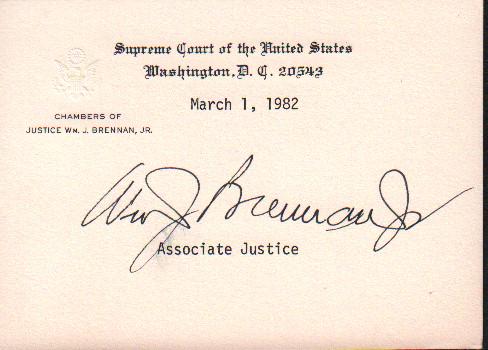 Supreme Court of the United States
Washington, D. C. 20543
March 1, 1982
CHAMBERS OF
JUSTICE WM. J. BRENNAN, JR.
Wm J Brennan Jr
Associate Justice